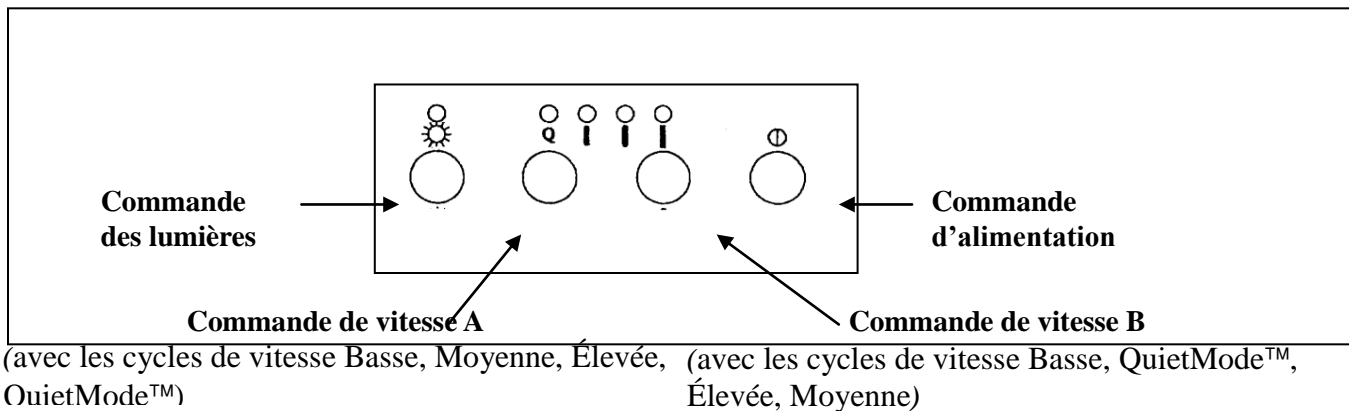 Q
Commande
des lumières
Commande
d'alimentation
Commande de vitesse A
Commande de vitesse B
(avec les cycles de vitesse Basse, Moyenne, Élevée,
QuietMode™)
(avec les cycles de vitesse Basse, QuietMode™,
Élevée, Moyenne)